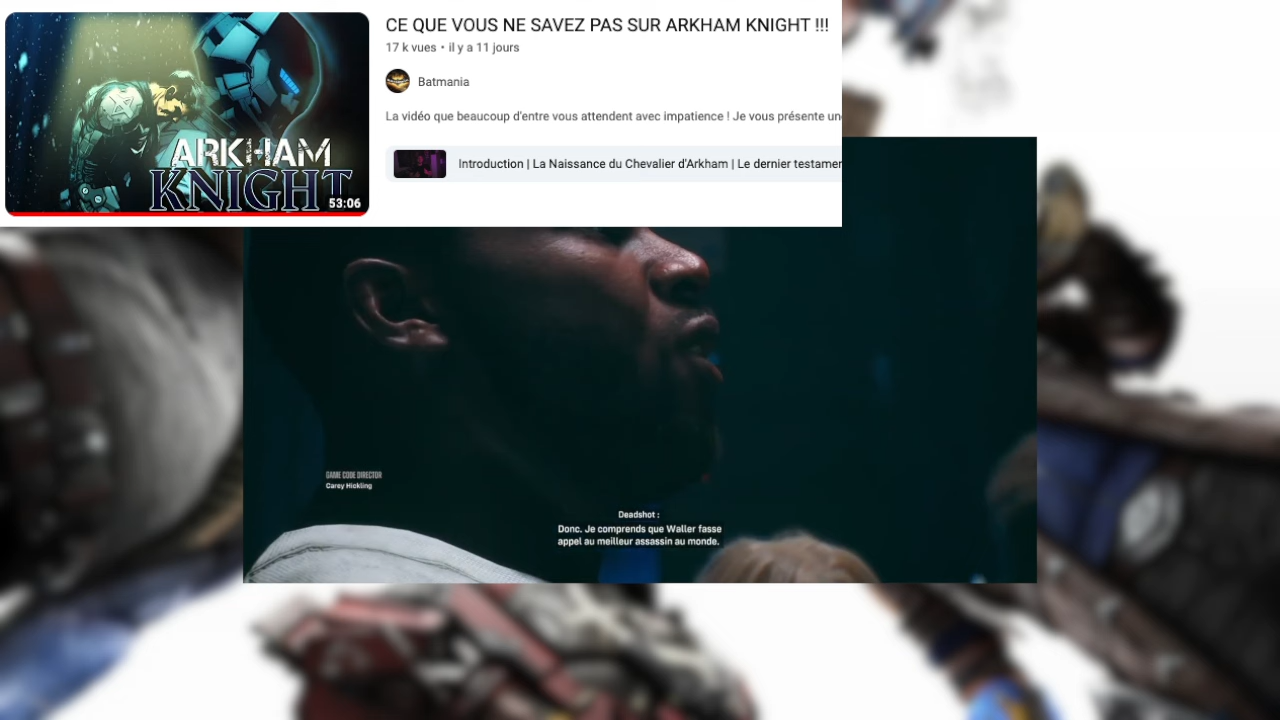 CE QUE VOUS NE SAVEZ PAS SUR ARKHAM KNIGHT !!!
17 k vues • il y a 11 jours
Batmania
La vidéo que beaucoup d'entre vous attendent avec impatience ! Je vous présente un
Introduction | La Naissance du Chevalier d'Arkham | Le dernier testamer
ARKHAM
KNIGHT
53:06
GAME CODE DIRECTOR
Carey Hickling
Deadshot :
Donc. Je comprends que Waller fasse
appel au meilleur assassin au monde.